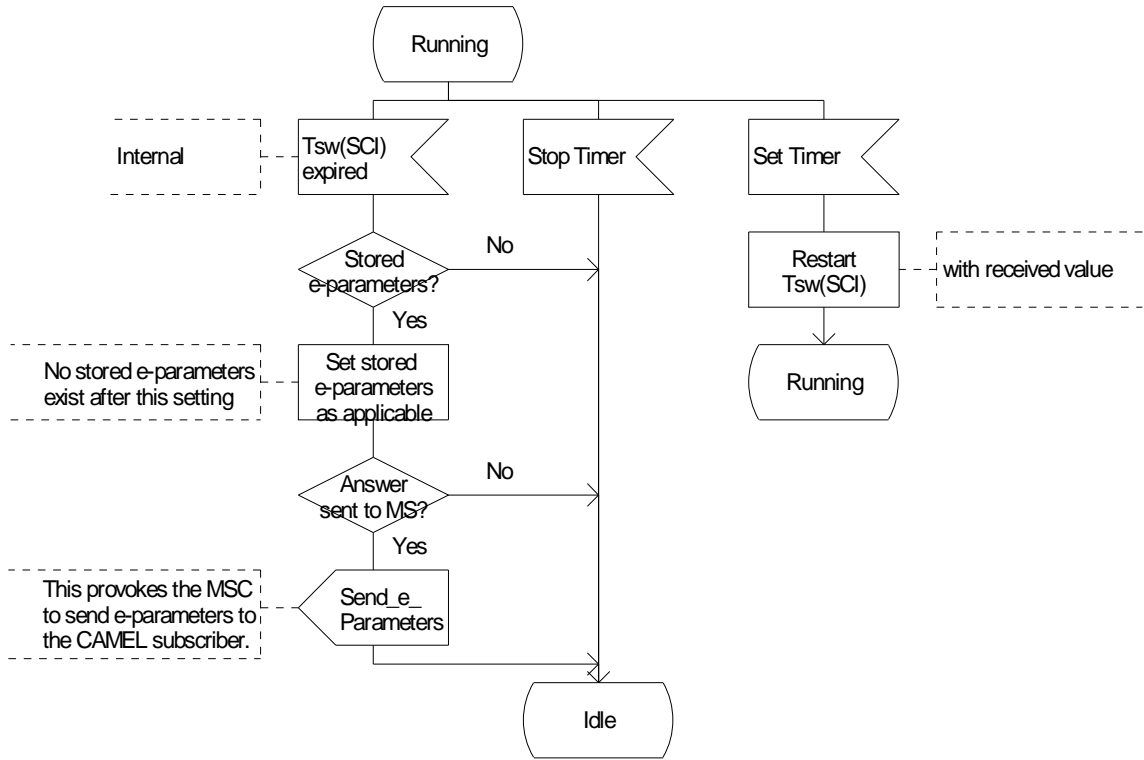 Running
Internal
Tsw(SCI)
expired
Stop Timer
Set Timer
Stored
e-parameters?
No
Restart
Tsw(SCI)
with received value
Yes
No stored e-parameters
exist after this setting
Set stored
e-parameters
as applicable
Running
Answer
sent to MS?
No
Yes
This provokes the MSC
to send e-parameters to
the CAMEL subscriber.
Send_e_
Parameters
Idle